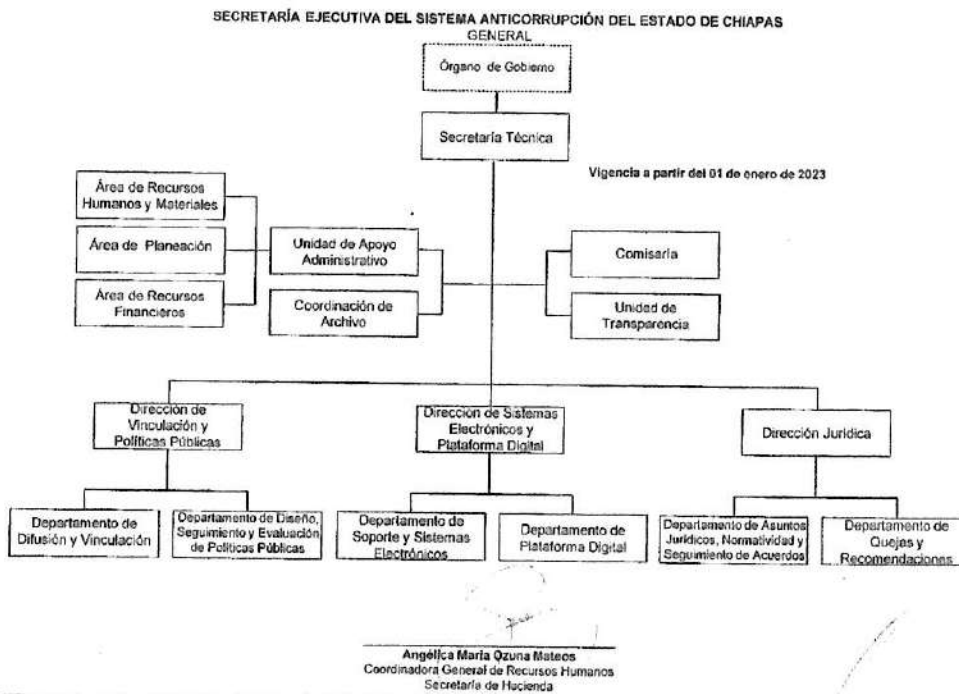 SECRETARÍA EJECUTIVA DEL SISTEMA ANTICORRUPCIÓN DEL ESTADO DE CHIAPAS
GENERAL
Órgano de Gobierno
Secretaría Técnica
Vigencia a partir del 01 de enero de 2023
Área de Recursos
Humanos y Materiales
Área de Planeación
Área de Recursos
Financieros
Unidad de Apoyo
Administrativo
Coordinación de
Archivo
Comisaría
Unidad de
Transparencia
Dirección de
Vinculación y
Políticas Públicas
Dirección de Sistemas
Electrónicos y
Plataforma Digital
Dirección Jurídica
Departamento de
Difusión y Vinculación
Departamento de Diseño,
Seguimiento y Evaluación
de Políticas Públicas
Departamento de
Soporte y Sistemas
Electrónicos
Departamento de
Plataforma Digital
Departamento de Asuntos
Jurídicos, Normatividad y
Seguimiento de Acuerdos
Departamento de
Quejas y
Recomendaciones
Angélica María Ozuna Mateos
Coordinadora General de Recursos Humanos
Secretaría de Hacienda